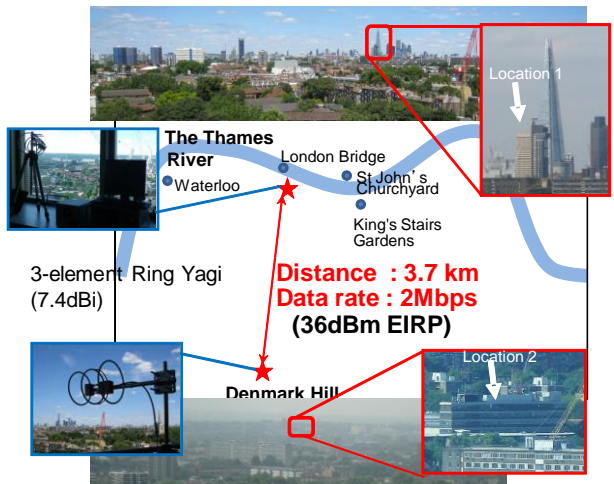 Location 1
The Thames
River
London Bridge
Waterloo
St John's
Churchyard
King's Stairs
Gardens
3-element Ring Yagi
(7.4dBi)
Distance : 3.7 km
Data rate : 2Mbps
(36dBm EIRP)
Location 2
Denmark Hill